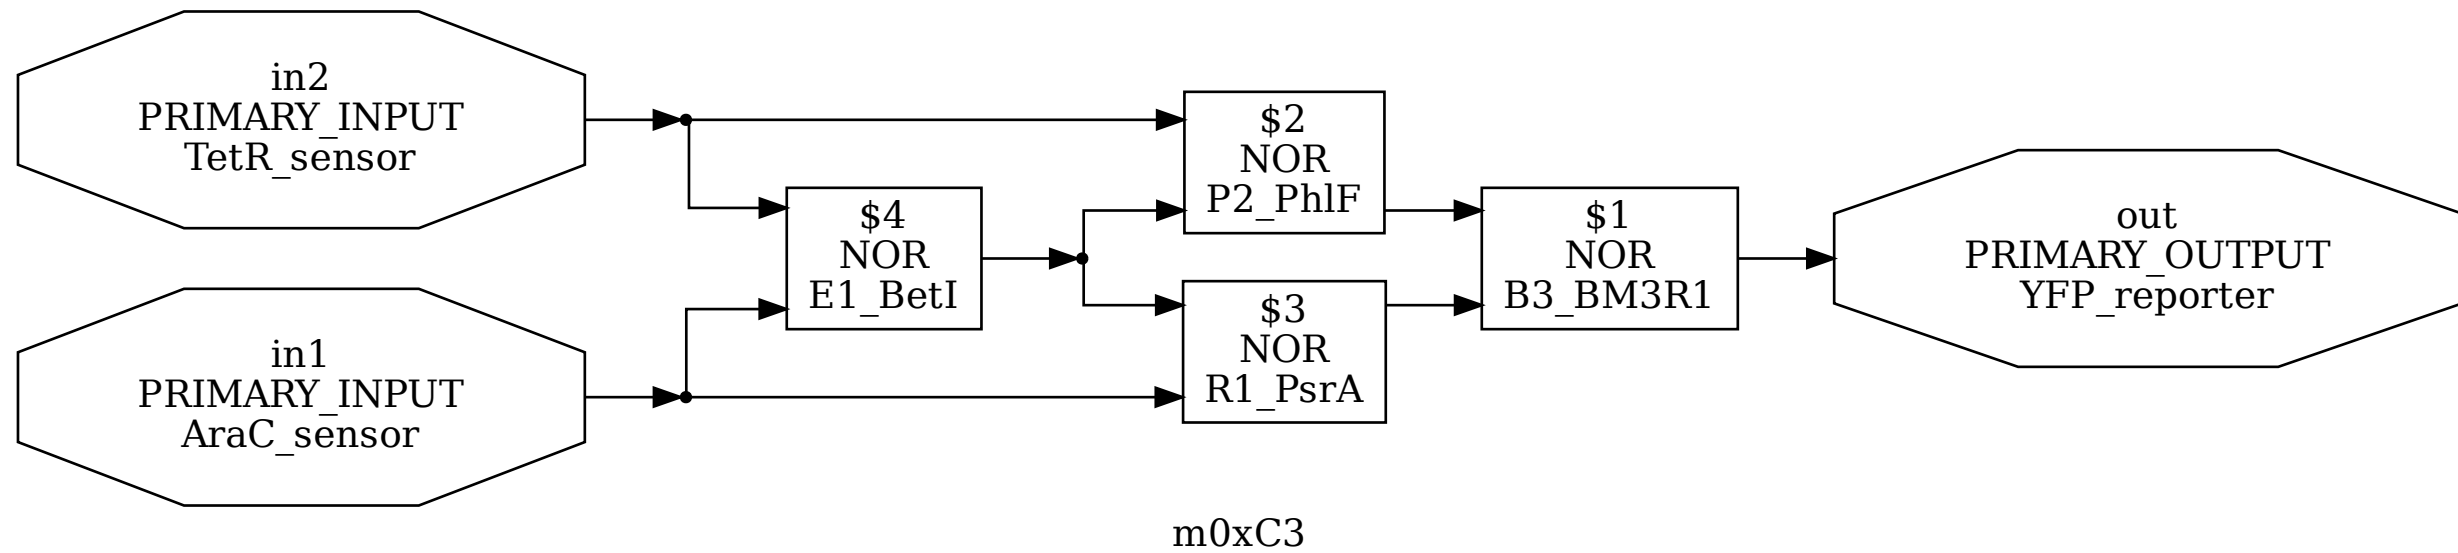 in2
PRIMARY_INPUT
TetR_sensor
in1
PRIMARY_INPUT
AraC_sensor
$4
NOR
E1_BetI
$2
NOR
P2_PhlF
$3
NOR
R1_PsrA
$1
NOR
B3_BM3R1
out
PRIMARY_OUTPUT
YFP_reporter
m0xC3